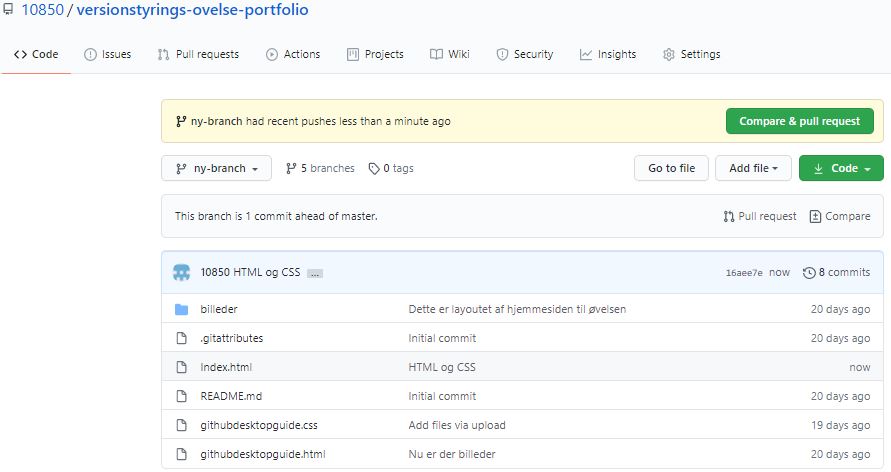 10850 / versionstyrings-ovelse-portfolio
Code Issues Pull requests Actions Projects Wiki Security Insights Settings
ny-branch had recent pushes less than a minute ago Compare & pull request
ny-branch 5 branches 0 tags Go to file Add file Code
This branch is 1 commit ahead of master. Pull request Compare
10850 HTML og CSS ... 16aee7e now 8 commits
billeder Dette er layoutet af hjemmesiden til øvelsen 20 days ago
.gitattributes Initial commit 20 days ago
Index.html HTML og CSS now
README.md Initial commit 20 days ago
githubdesktopguide.css Add files via upload 19 days ago
githubdesktopguide.html Nu er der billeder 20 days ago